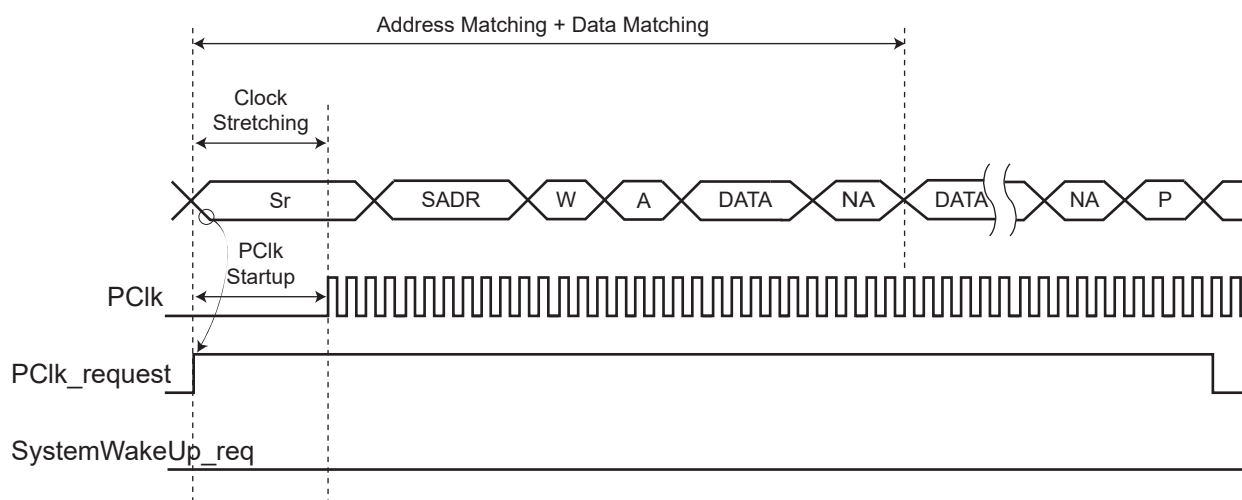 Address Matching + Data Matching
Clock
Stretching
Sr SADR W A DATA NA DATA NA P
PClk
Startup
PClk
PClk_request
SystemWakeUp_req